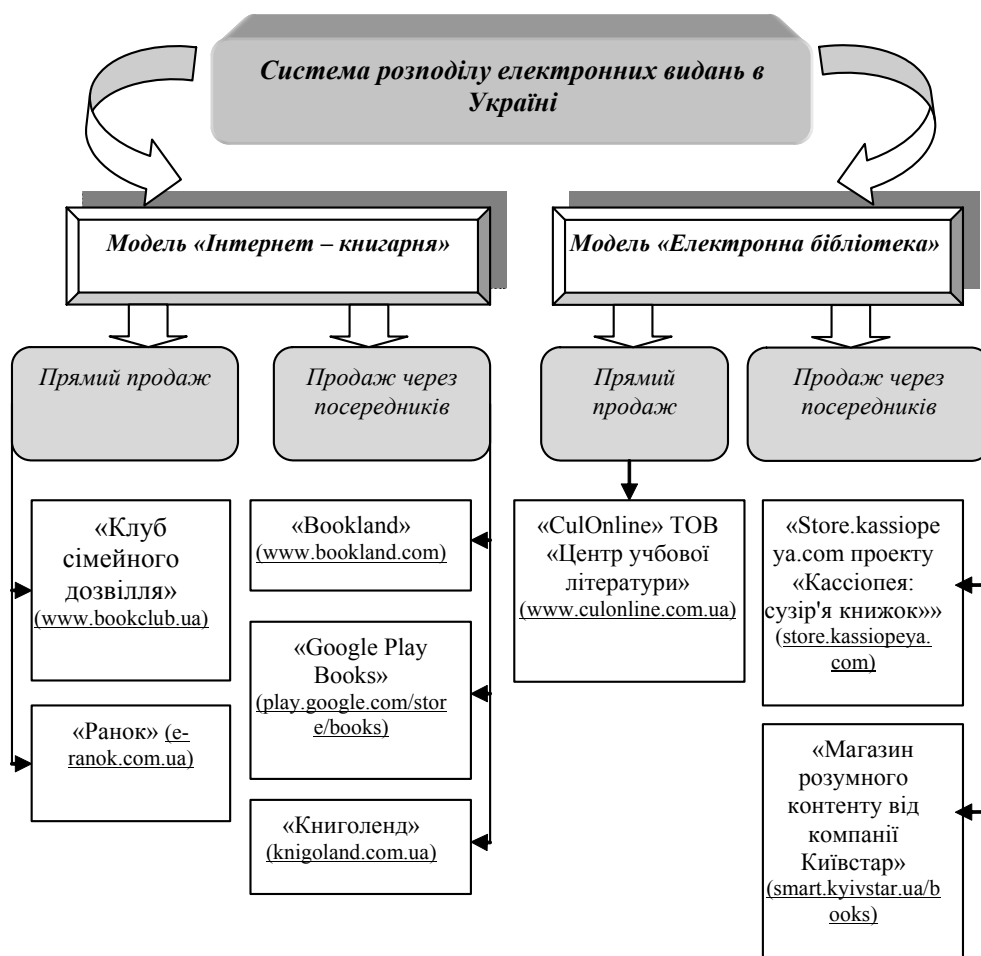 Система розподілу електронних видань в
Україні
Модель «Інтернет – книгарня»
Модель «Електронна бібліотека»
Прямий продаж
Продаж через
посередників
Прямий
продаж
Продаж через
посередників
«Клуб
сімейного
дозвілля»
(www.bookclub.ua)
«Ранок» (e-
ranok.com.ua)
«Bookland»
(www.bookland.com)
«Google Play
Books»
(play.google.com/stor
e/books)
«Книголенд»
(knigoland.com.ua)
«CulOnline» ТОВ
«Центр учбової
літератури»
(www.culonline.com.ua)
«Store.kassiope
ya.com проекту
«Кассіопея:
сузір'я книжок»»
(store.kassiopeya.
com)
«Магазин
розумного
контенту від
компанії
Київстар»
(smart.kyivstar.ua/b
ooks)